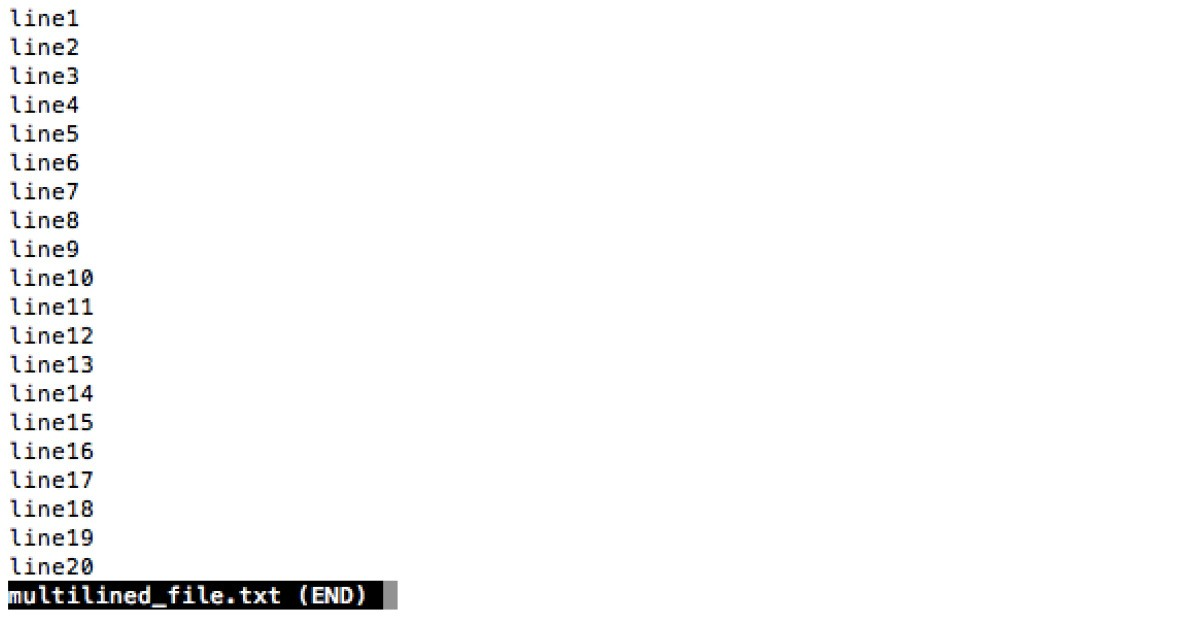 line1
line2
line3
line4
line5
line6
line7
line8
line9
line10
line11
line12
line13
line14
line15
line16
line17
line18
line19
line20
multilined_file.txt (END)